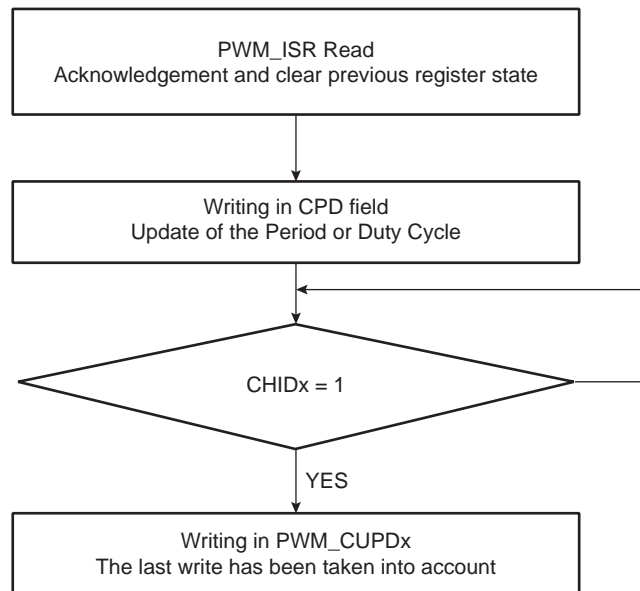 PWM_ISR Read
Acknowledgement and clear previous register state
Writing in CPD field
Update of the Period or Duty Cycle
CHIDx = 1
YES
Writing in PWM_CUPDx
The last write has been taken into account